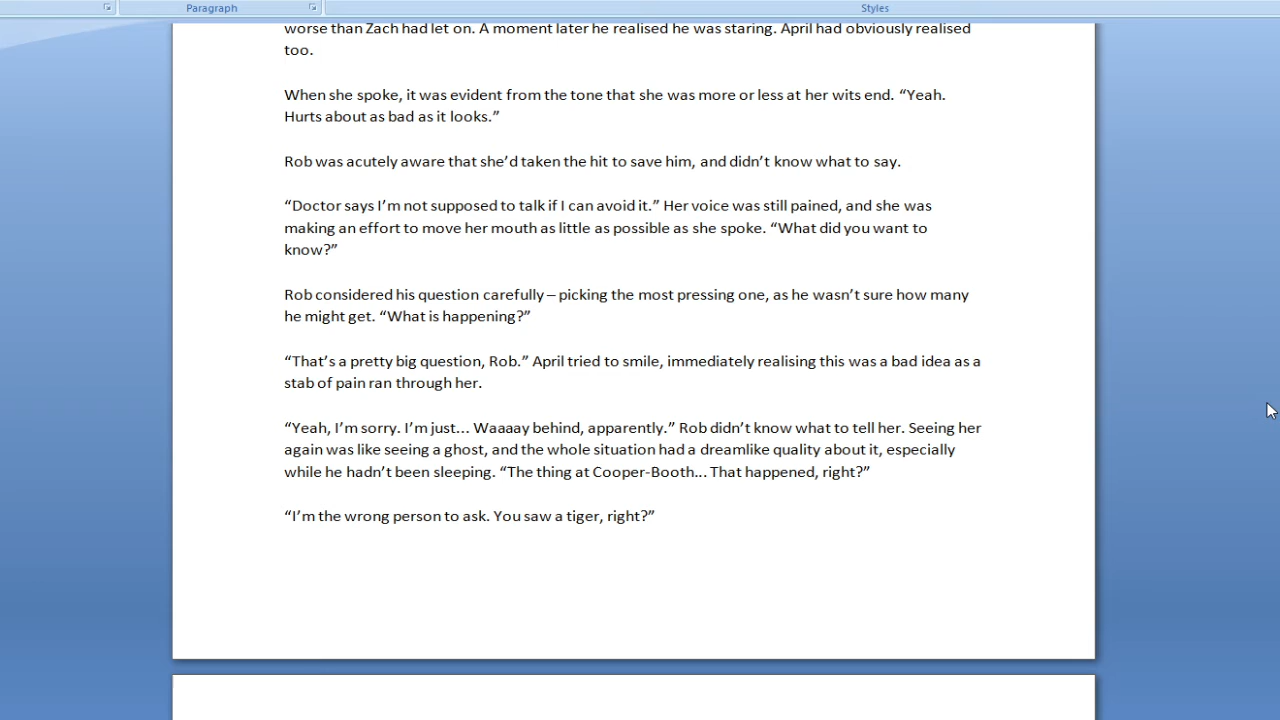 Paragraph
Styles
worse than Zach had let on. A moment later he realised he was staring. April had obviously realised
too.
When she spoke, it was evident from the tone that she was more or less at her wits end. “Yeah.
Hurts about as bad as it looks.”
Rob was acutely aware that she’d taken the hit to save him, and didn’t know what to say.
“Doctor says I’m not supposed to talk if I can avoid it.” Her voice was still pained, and she was
making an effort to move her mouth as little as possible as she spoke. “What did you want to
know?”
Rob considered his question carefully – picking the most pressing one, as he wasn’t sure how many
he might get. “What is happening?”
“That’s a pretty big question, Rob.” April tried to smile, immediately realising this was a bad idea as a
stab of pain ran through her.
“Yeah, I’m sorry. I’m just... Waaaay behind, apparently.” Rob didn’t know what to tell her. Seeing her
again was like seeing a ghost, and the whole situation had a dreamlike quality about it, especially
while he hadn’t been sleeping. “The thing at Cooper-Booth... That happened, right?”
“I’m the wrong person to ask. You saw a tiger, right?”